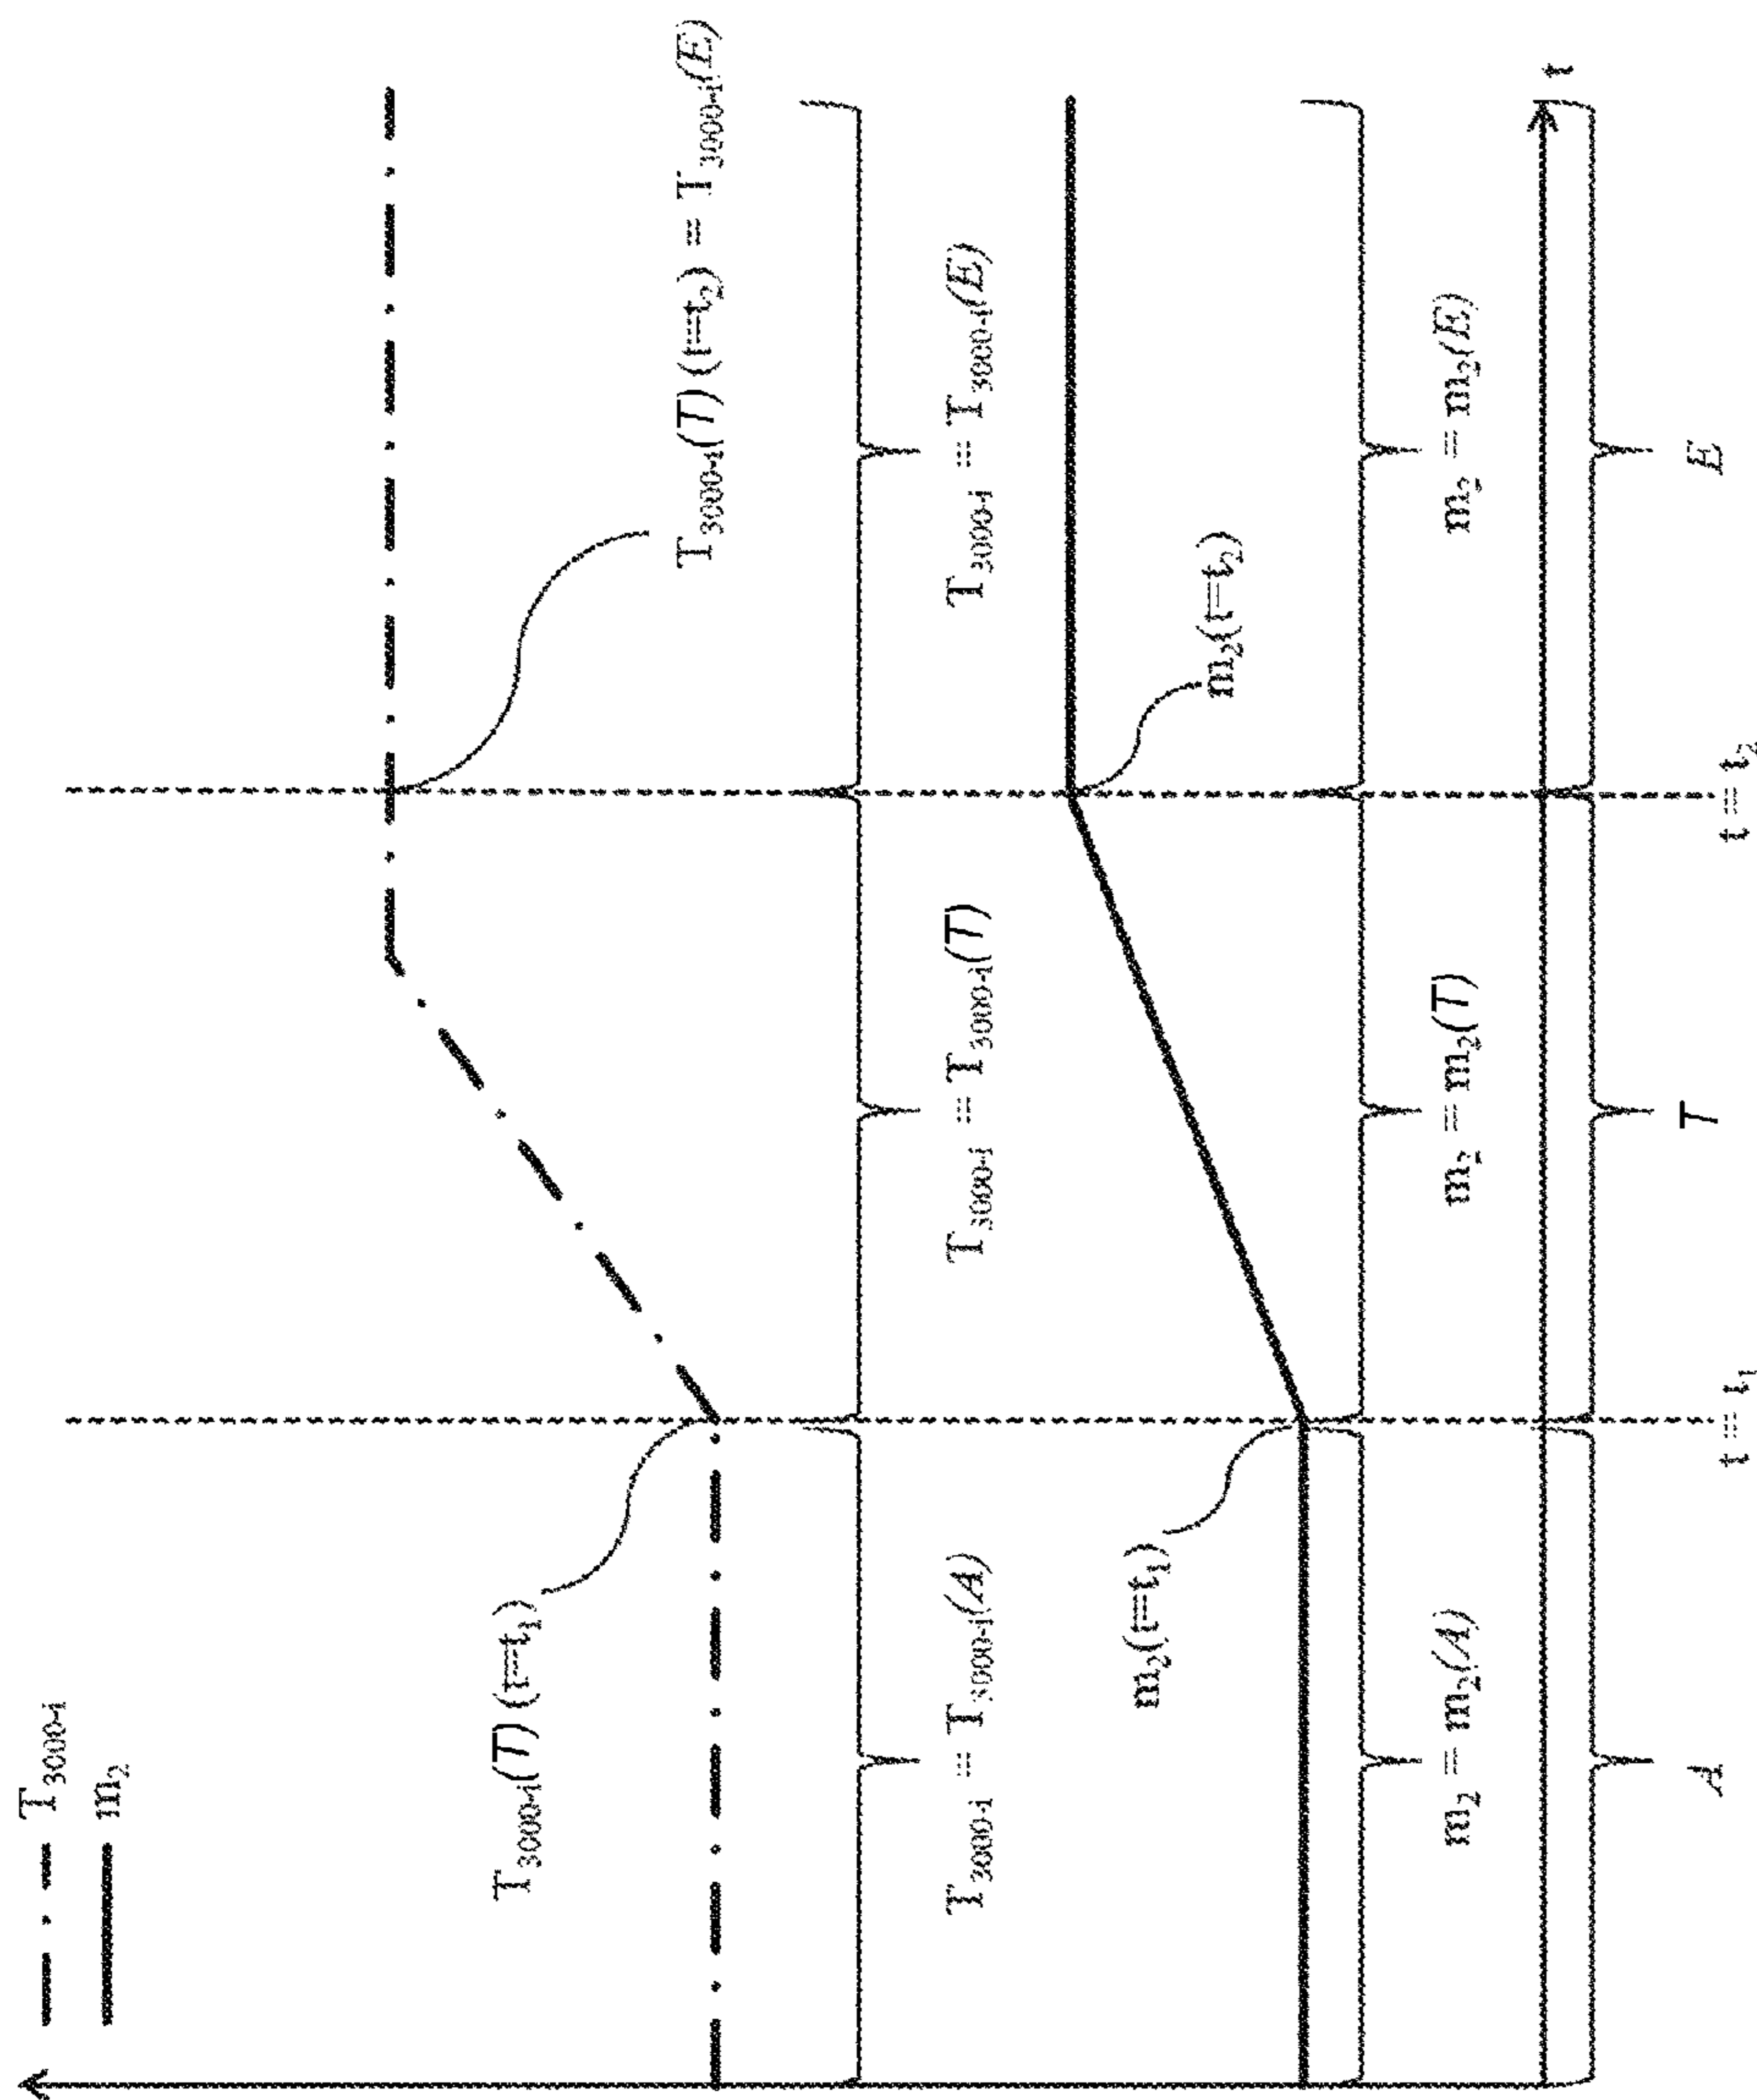 T₃₀₀₀₋ᵢ
m₂
T₃₀₀₀₋ᵢ(T̅) (t=t₁)
T₃₀₀₀₋ᵢ(T̅) (t=t₂) = T₃₀₀₀₋ᵢ(E)
T₃₀₀₀₋ᵢ = T₃₀₀₀₋ᵢ(A)
T₃₀₀₀₋ᵢ = T₃₀₀₀₋ᵢ(T̅)
T₃₀₀₀₋ᵢ = T₃₀₀₀₋ᵢ(E)
m₂(t=t₁)
m₂(t=t₂)
m₂ = m₂(A)
m₂ = m₂(T̅)
m₂ = m₂(E)
t
A
T̅
E
t = t₁
t = t₂